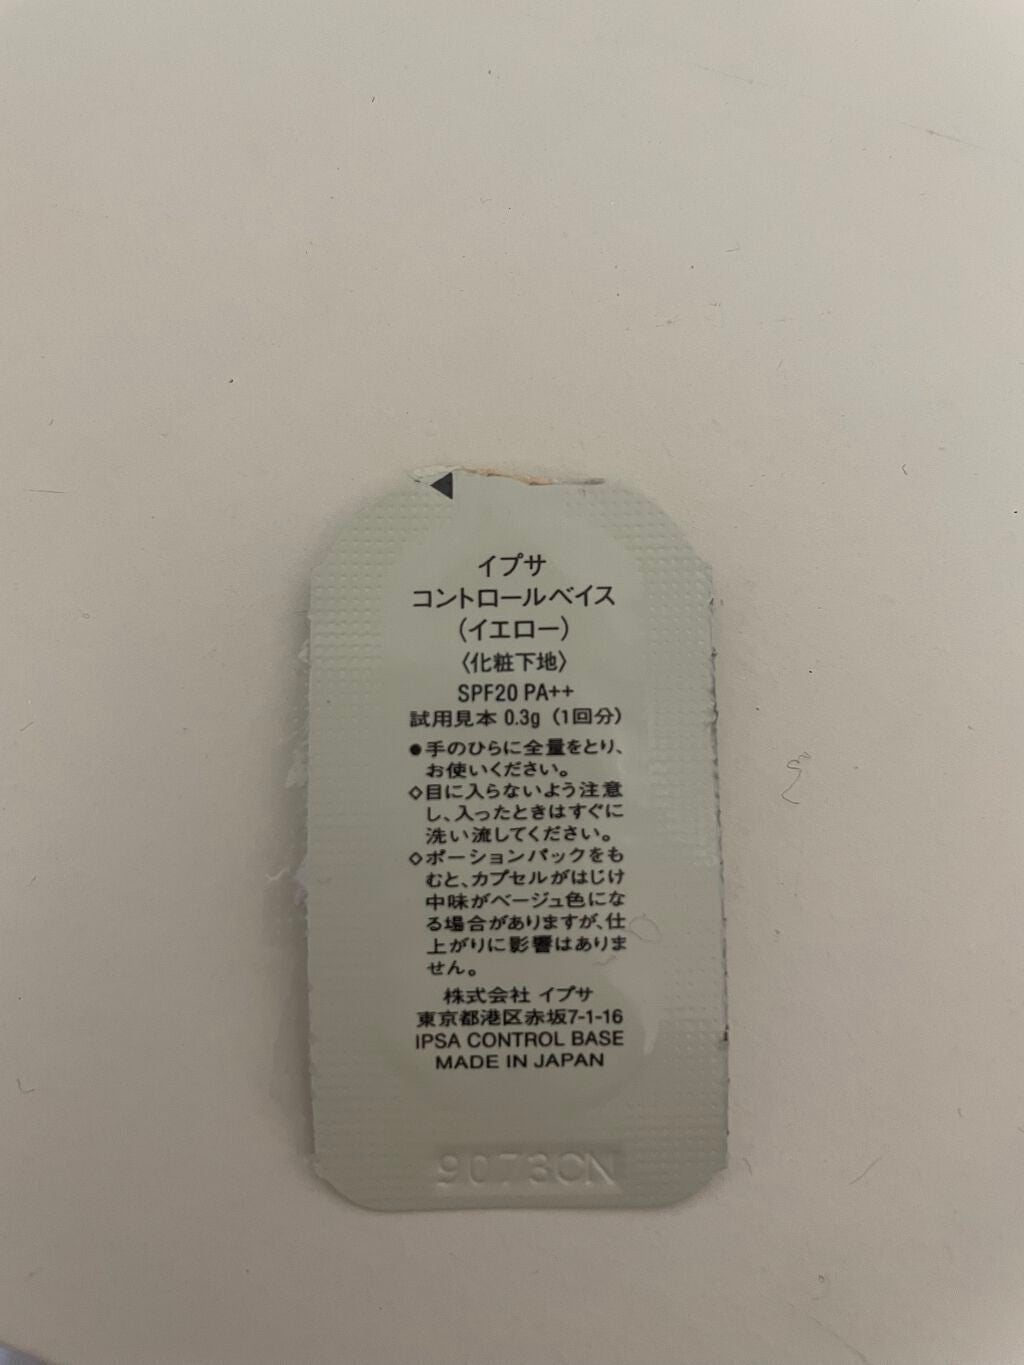 イプサ
コントロールベイス
(イエロー)
〈化粧下地〉
SPF20 PA++
試用見本 0.3g (1回分)
●手のひらに全量をとり、
お使いください。
◇目に入らないよう注意
し、入ったときはすぐに
洗い流してください。
◇ポーションパックをも
むと、カプセルがはじけ
中味がベージュ色にな
る場合がありますが、仕
上がりに影響はありま
せん。
株式会社 イプサ
東京都港区赤坂7-1-16
IPSA CONTROL BASE
MADE IN JAPAN
9073CN